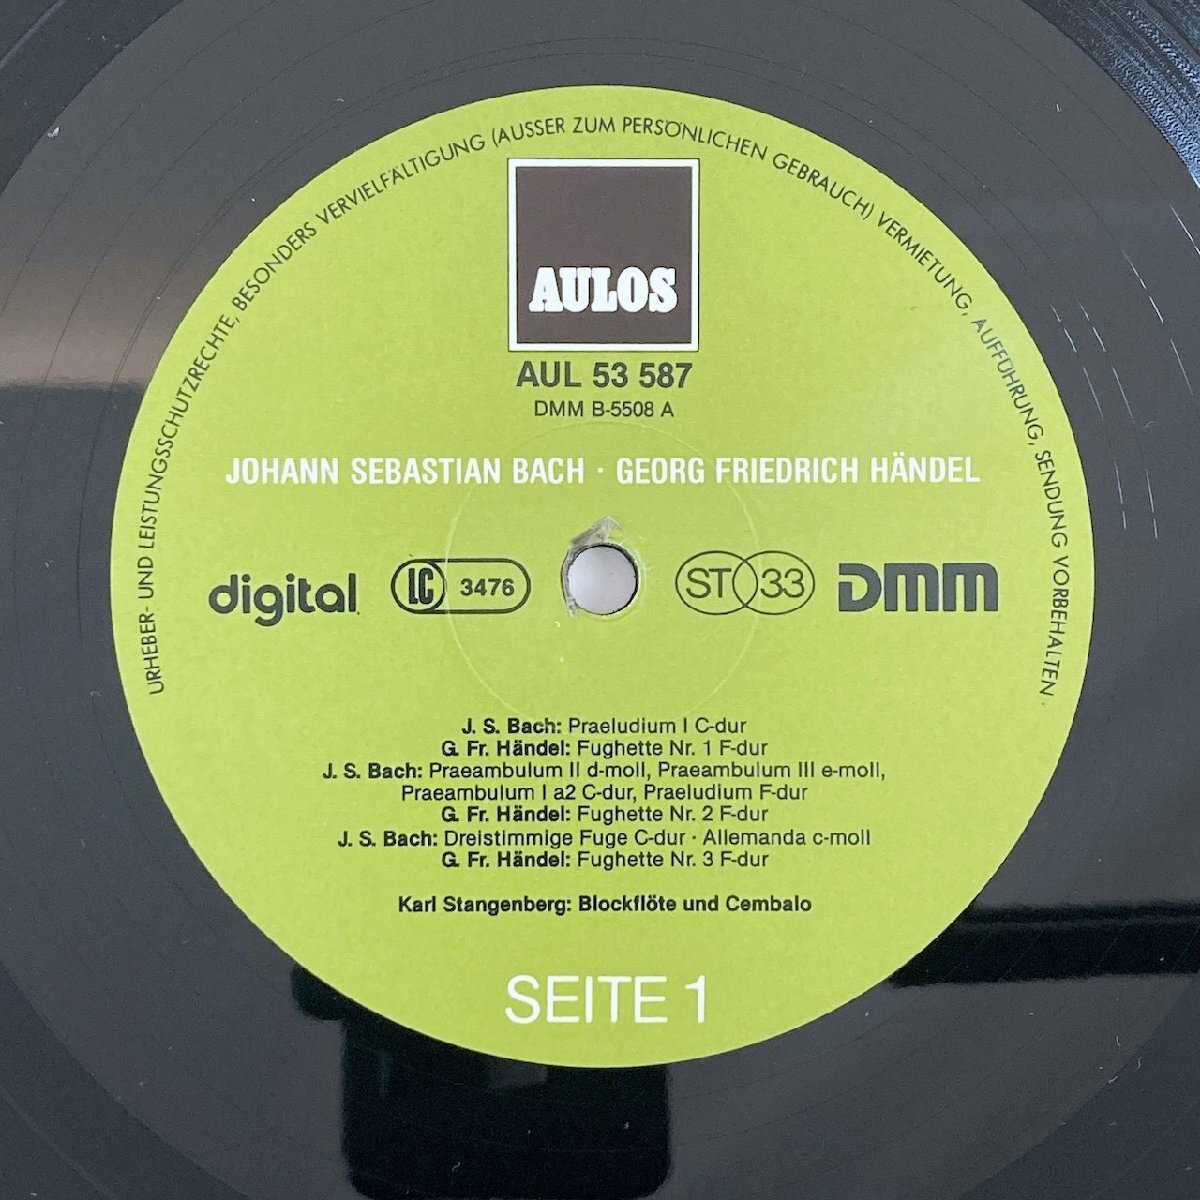 URHEBER- UND LEISTUNGSSCHUTZRECHTE, BESONDERS VERVIELFÄLTIGUNG (AUSSER ZUM PERSÖNLICHEN GEBRAUCH) VERMIETUNG, AUFFÜHRUNG, SENDUNG VORBEHALTEN
AULOS
AUL 53 587
DMM B-5508 A
JOHANN SEBASTIAN BACH · GEORG FRIEDRICH HÄNDEL
digital LC 3476 ST 33 DMM
J. S. Bach: Praeludium I C-dur
G. Fr. Händel: Fughette Nr. 1 F-dur
J. S. Bach: Praeambulum II d-moll, Praeambulum III e-moll,
Praeambulum I a2 C-dur, Praeludium F-dur
G. Fr. Händel: Fughette Nr. 2 F-dur
J. S. Bach: Dreistimmige Fuge C-dur · Allemanda c-moll
G. Fr. Händel: Fughette Nr. 3 F-dur
Karl Stangenberg: Blockflöte und Cembalo
SEITE 1